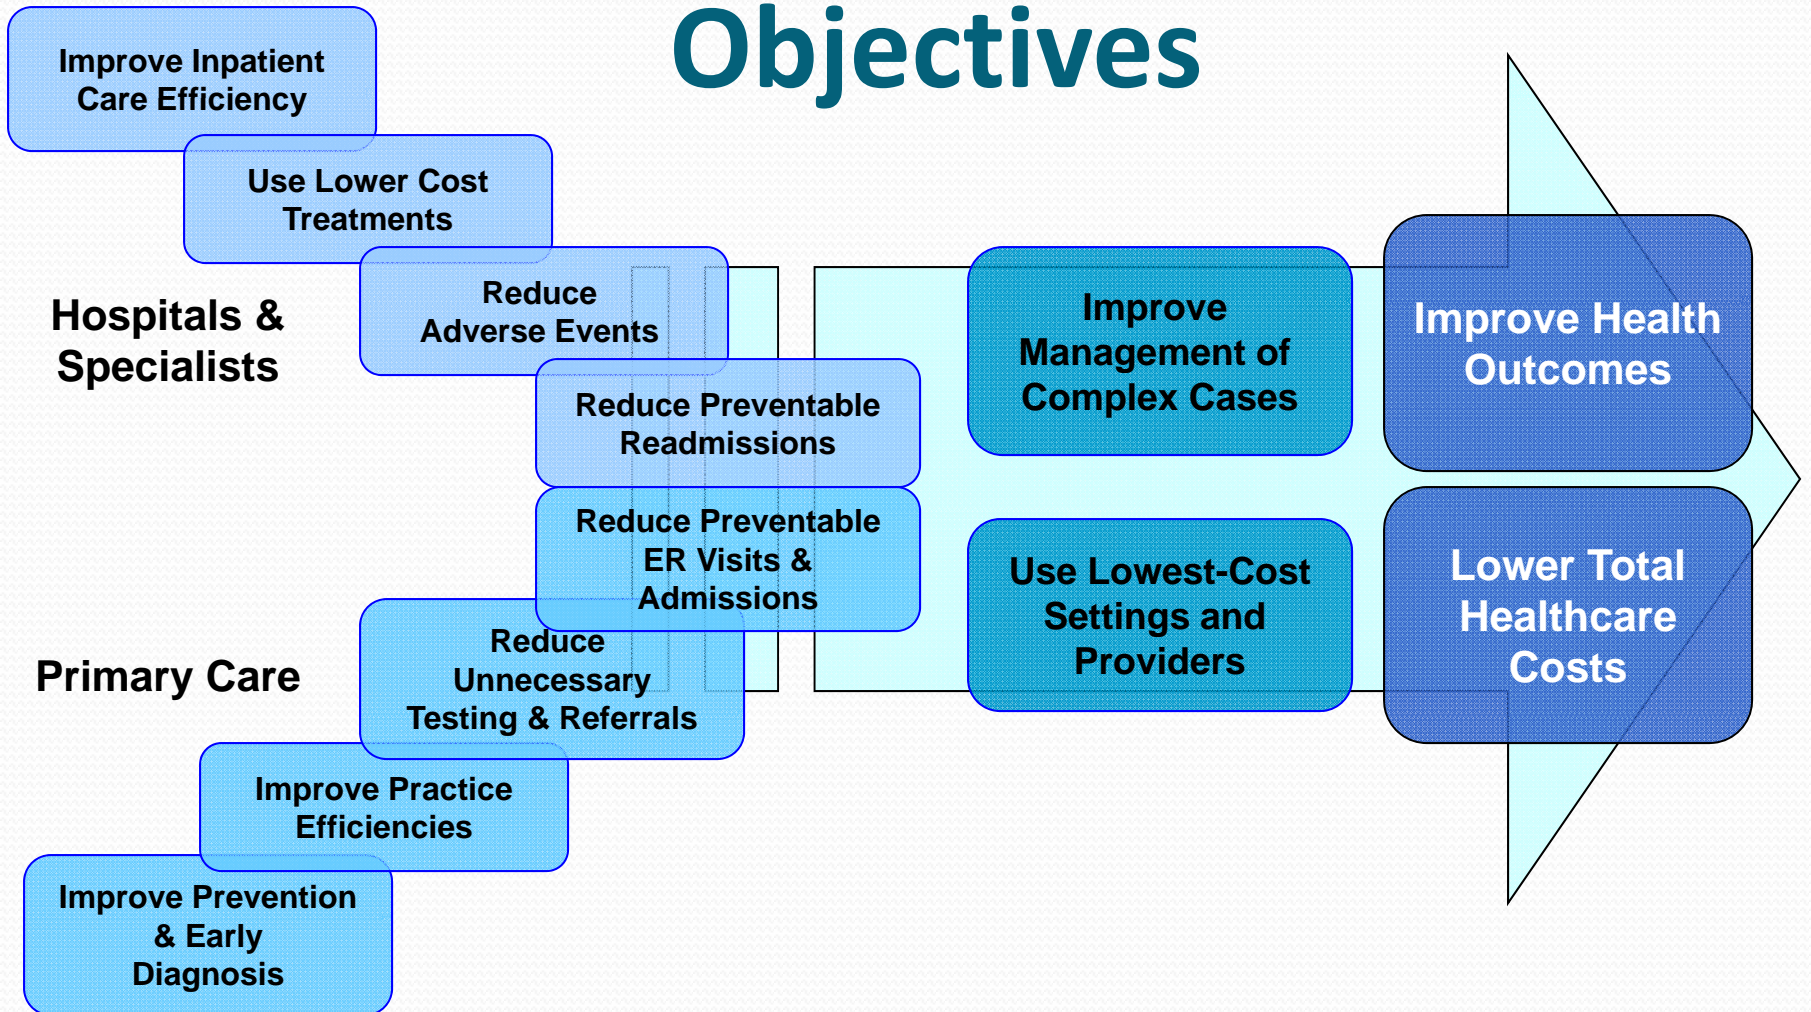 Objectives
Improve Inpatient
Care Efficiency
Use Lower Cost
Treatments
Reduce
Adverse Events
Hospitals &
Specialists
Reduce Preventable
Readmissions
Reduce Preventable
ER Visits &
Admissions
Reduce
Unnecessary
Testing & Referrals
Primary Care
Improve Practice
Efficiencies
Improve Prevention
& Early
Diagnosis
Improve
Management of
Complex Cases
Use Lowest-Cost
Settings and
Providers
Improve Health
Outcomes
Lower Total
Healthcare
Costs